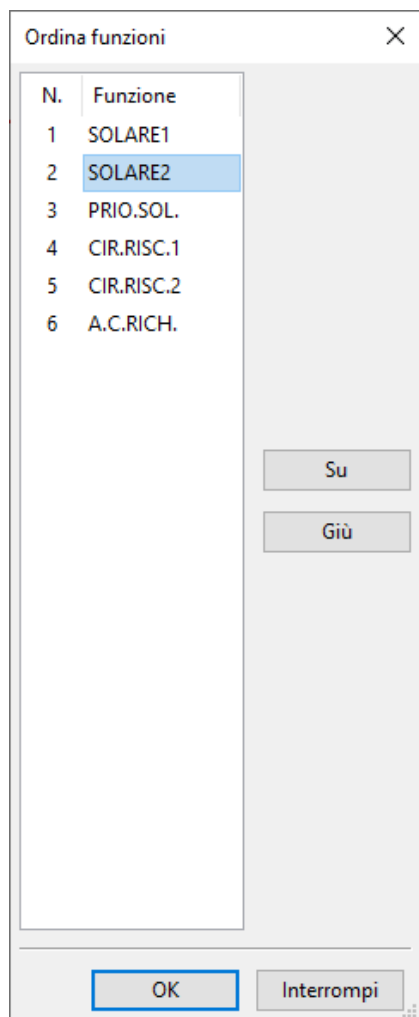 Ordina funzioni
N. Funzione
1 SOLARE1
2 SOLARE2
3 PRIO.SOL.
4 CIR.RISC.1
5 CIR.RISC.2
6 A.C.RICH.
Su
Giù
OK Interrompi